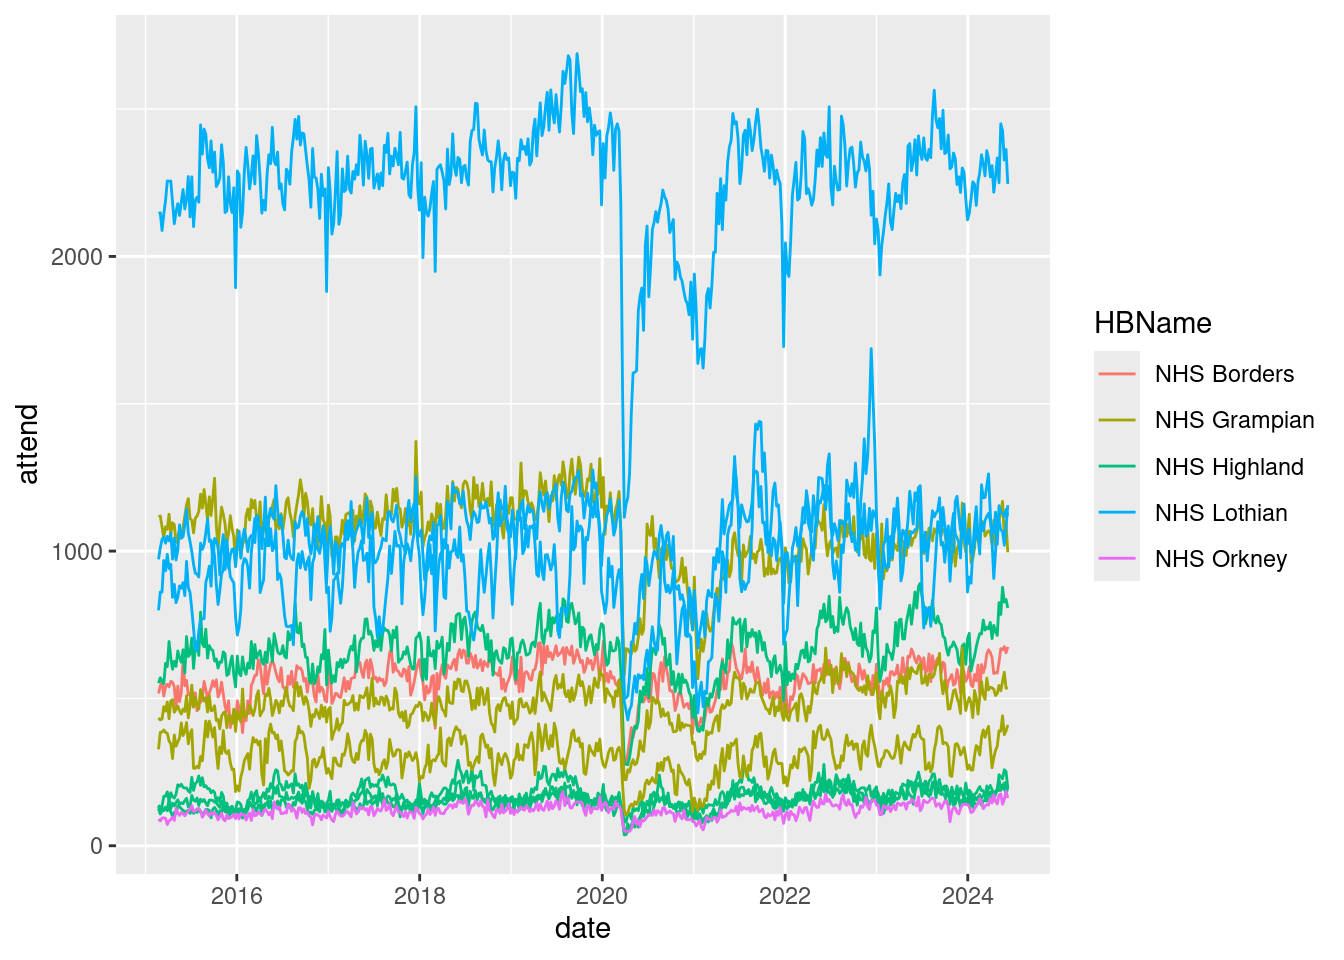 2000
1000
0
attend
2016
2018
2020
2022
2024
date
HBName
NHS Borders
NHS Grampian
NHS Highland
NHS Lothian
NHS Orkney